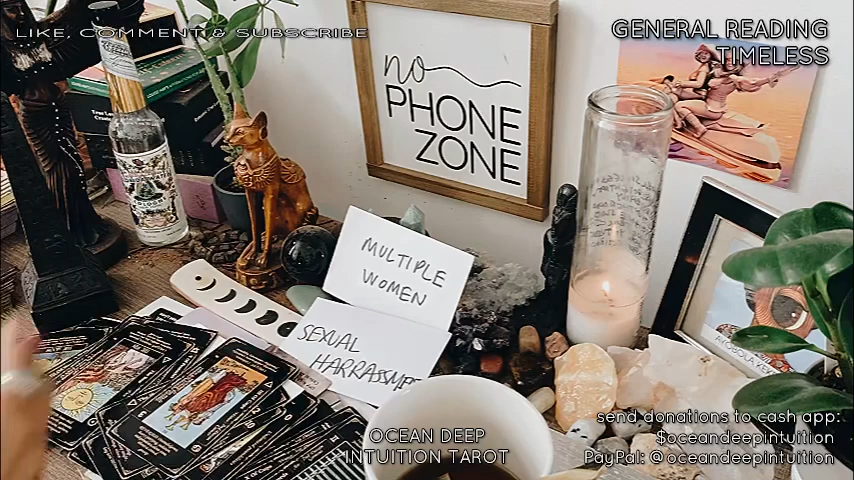 LIKE, COMMENT & SUBSCRIBE
GENERAL READING
TIMELESS
no
PHONE
ZONE
MULTIPLE
WOMEN
SEXUAL
HARRASSME
OCEAN DEEP
INTUITION TAROT
send donations to cash app:
$oceandeepintuition
PayPal: @oceandeepintuition